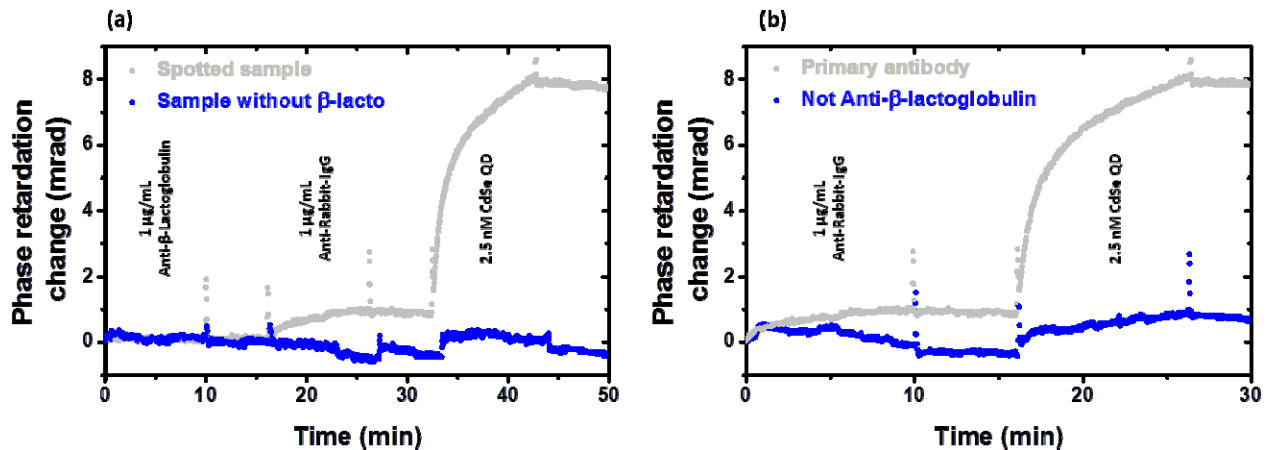 (a)
Spotted sample
Sample without β-lacto
1 µg/mL
Anti-β-Lactoglobulin
1 µg/mL
Anti-Rabbit-IgG
2.5 nM CdSe QD
Phase retardation
change (mrad)
8
6
4
2
0
0
10
20
30
40
50
Time (min)
(b)
Primary antibody
Not Anti-β-lactoglobulin
1 µg/mL
Anti-Rabbit-IgG
2.5 nM CdSe QD
Phase retardation
change (mrad)
8
6
4
2
0
0
10
20
30
Time (min)